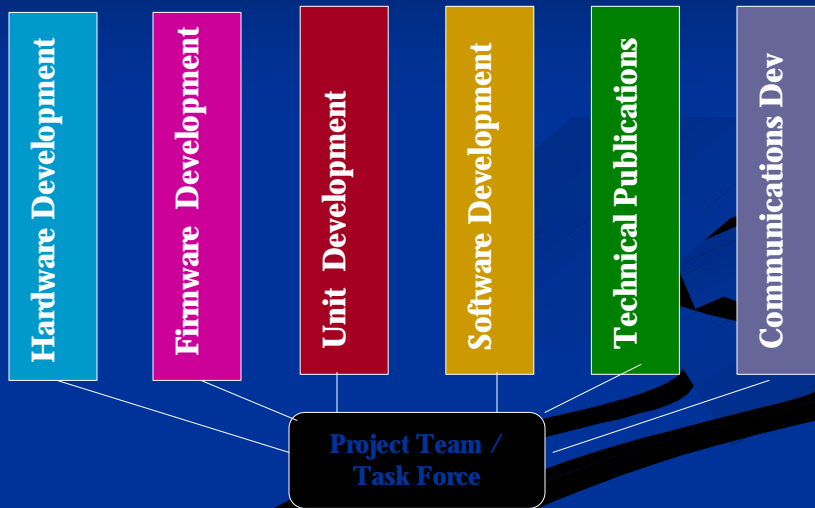 Hardware Development
Firmware Development
Unit Development
Software Development
Technical Publications
Communications Dev
Project Team /
Task Force